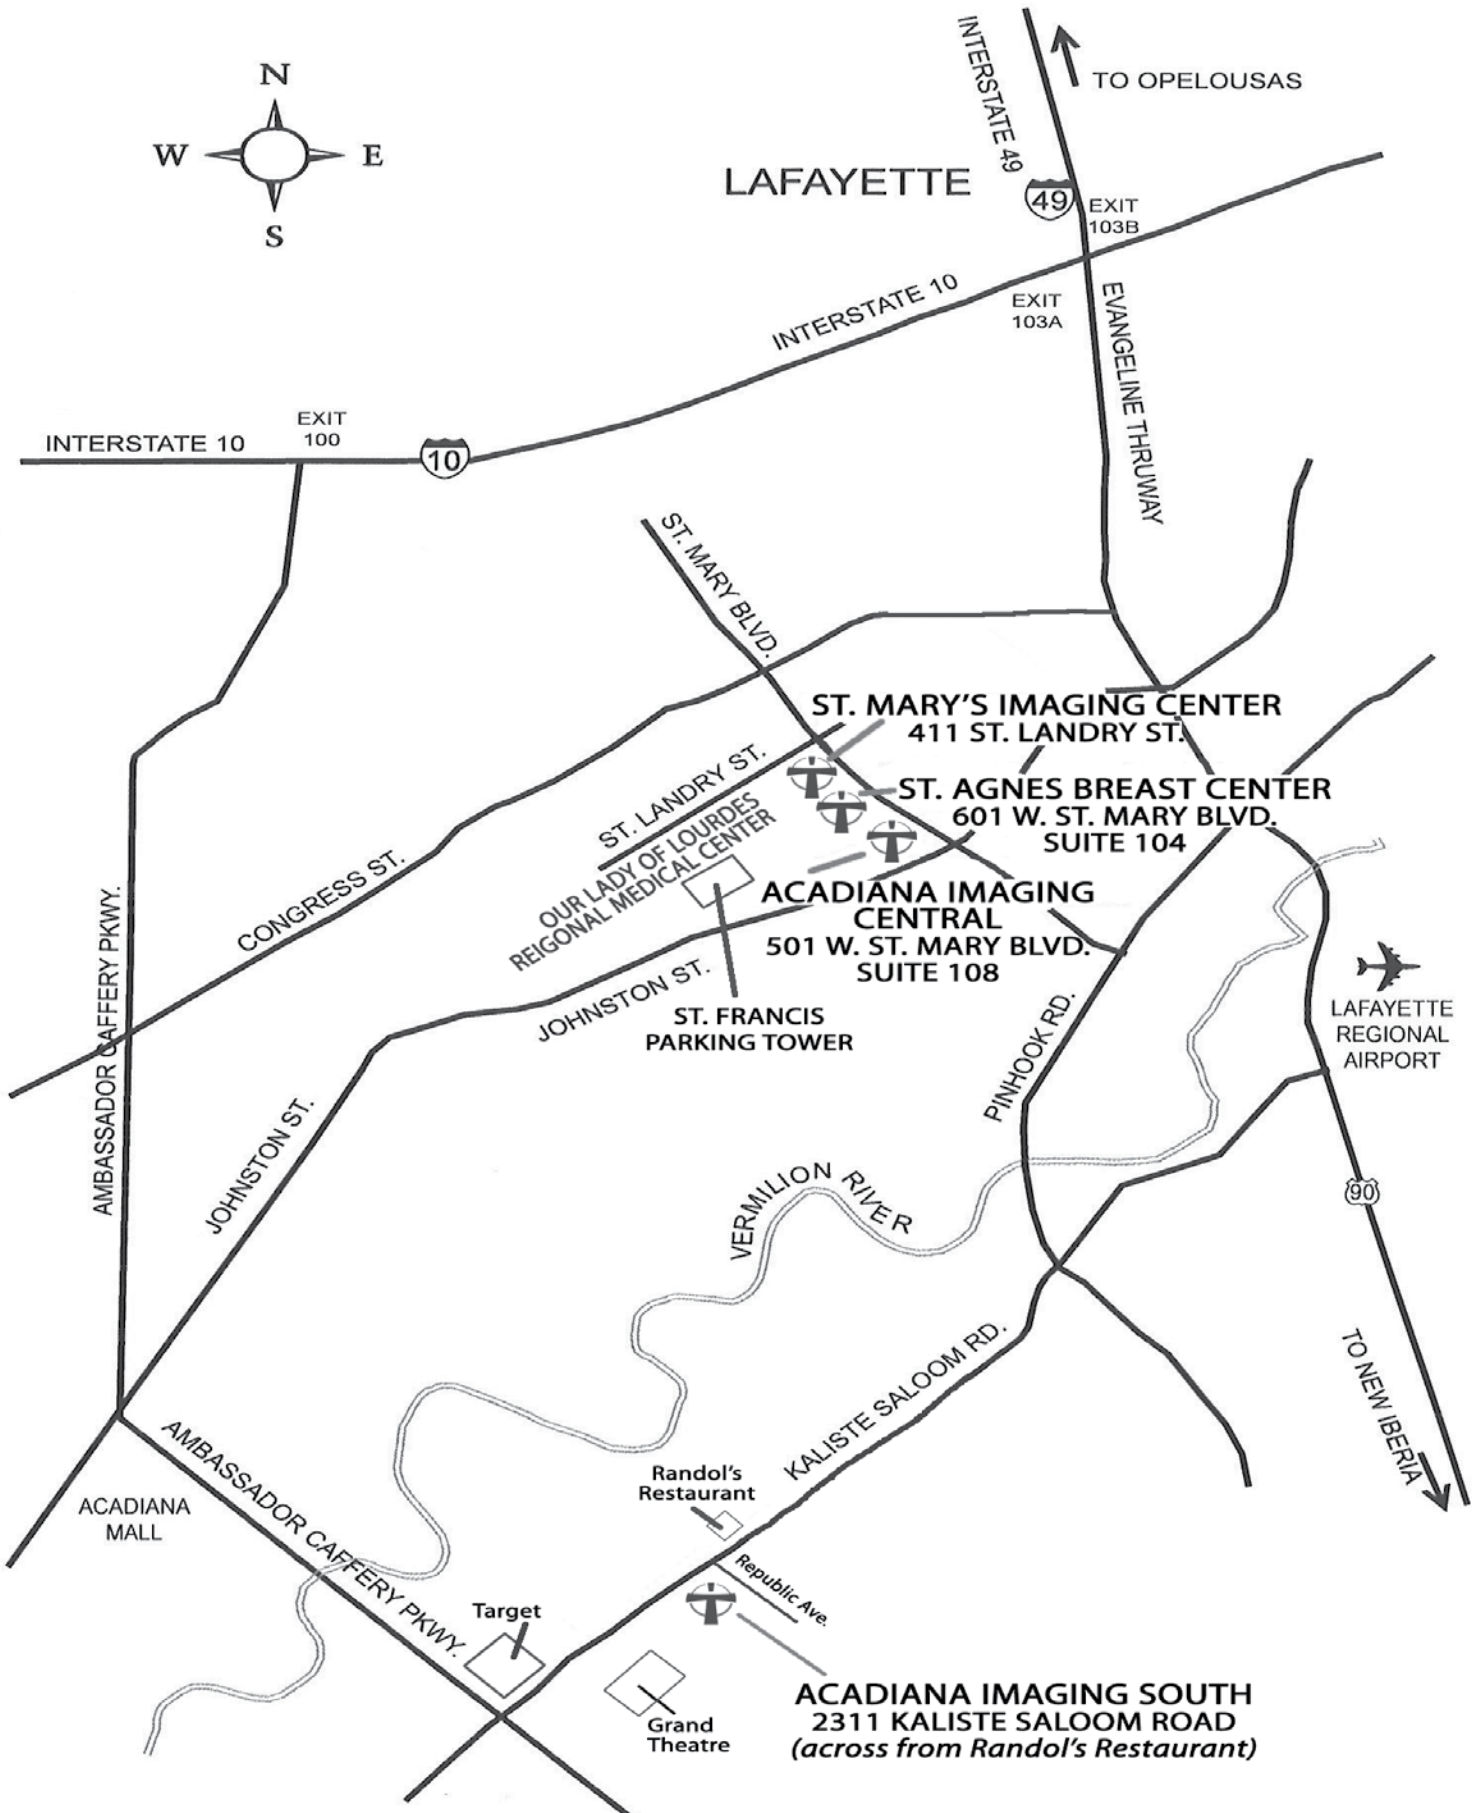 INTERSTATE 49
TO OPELOUSAS
N
W
E
S
LAFAYETTE
49
EXIT
103B
INTERSTATE 10
EXIT
103A
EVANGELINE THRUWAY
INTERSTATE 10
EXIT
100
10
ST. MARY BLVD.
ST. MARY'S IMAGING CENTER
411 ST. LANDRY ST.
ST. LANDRY ST.
ST. AGNES BREAST CENTER
601 W. ST. MARY BLVD.
SUITE 104
OUR LADY OF LOURDES
REIGONAL MEDICAL CENTER
CONGRESS ST.
AMBASSADOR CAFFERY PKWY.
ACADIANA IMAGING
CENTRAL
501 W. ST. MARY BLVD.
SUITE 108
JOHNSTON ST.
ST. FRANCIS
PARKING TOWER
LAFAYETTE
REGIONAL
AIRPORT
PINHOOK RD.
JOHNSTON ST.
VERMILION RIVER
90
TO NEW IBERIA
KALISTE SALOOM RD.
AMBASSADOR CAFFERY PKWY.
ACADIANA
MALL
Randol's
Restaurant
Republic Ave.
Target
Grand
Theatre
ACADIANA IMAGING SOUTH
2311 KALISTE SALOOM ROAD
(across from Randol's Restaurant)